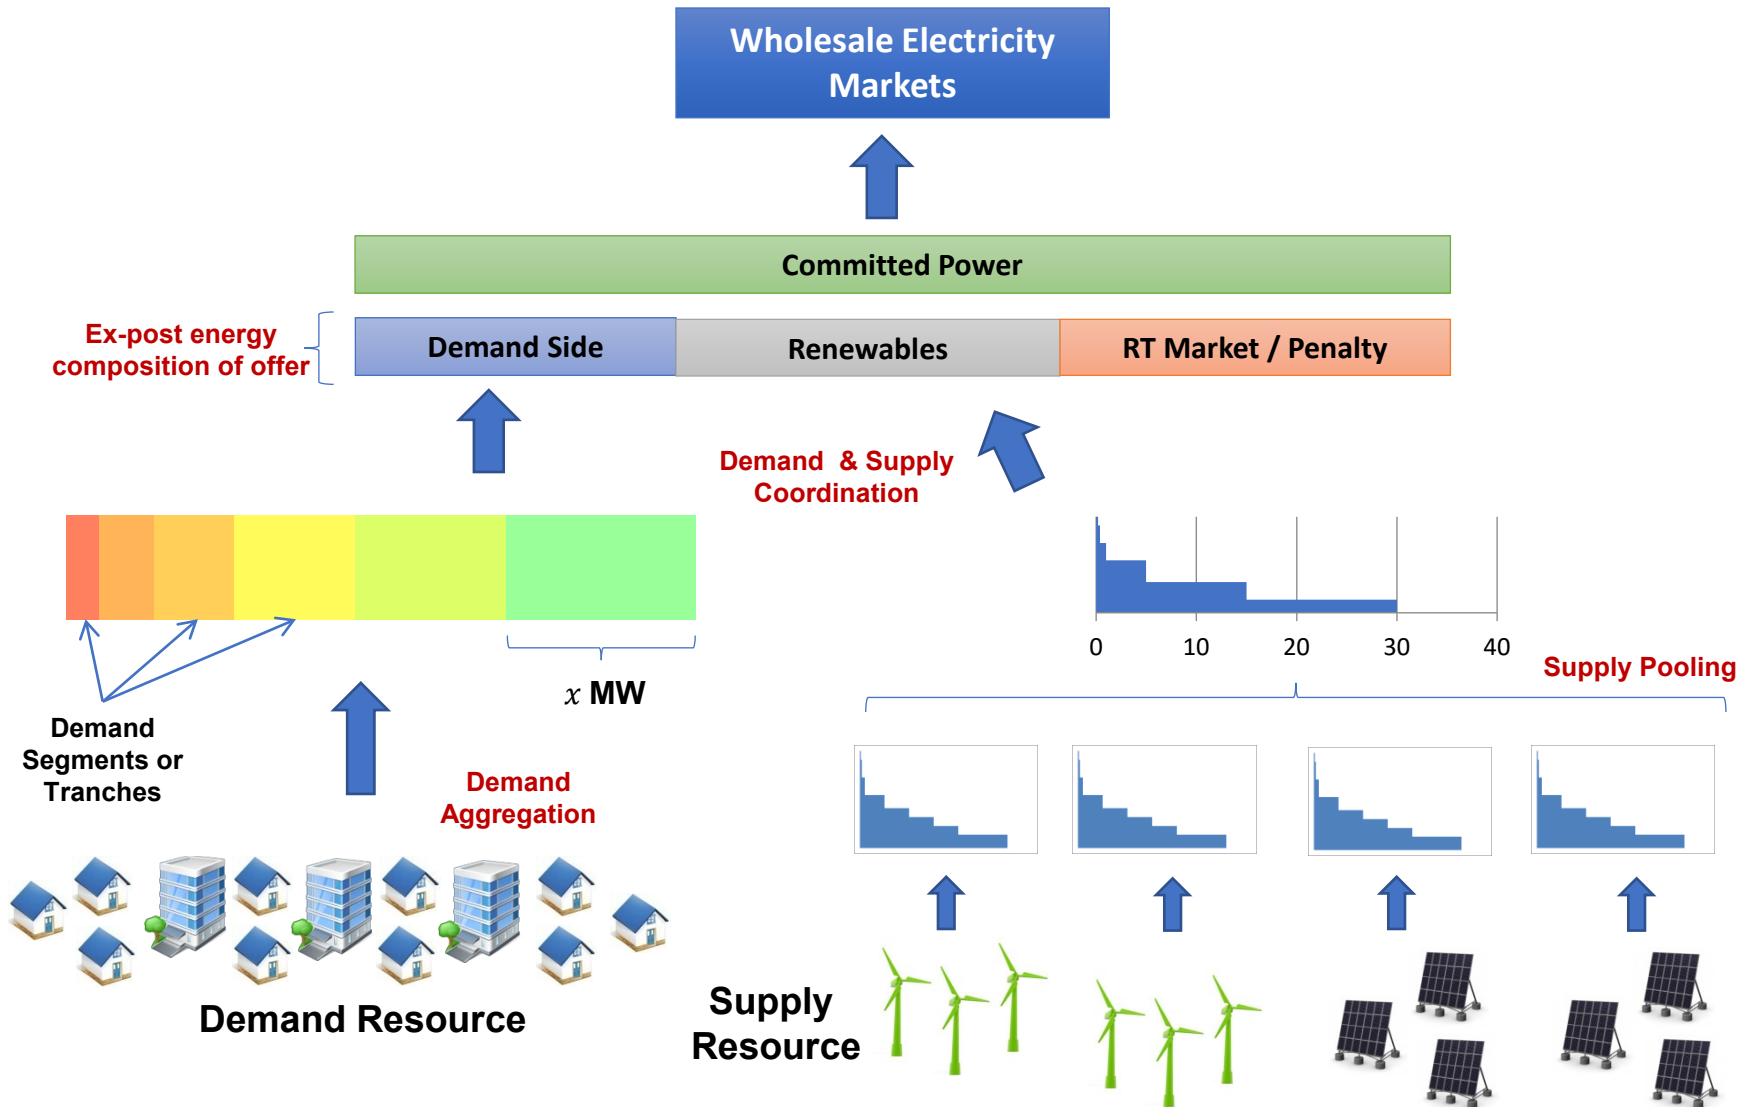 Wholesale Electricity
Markets
Committed Power
Ex-post energy
composition of offer
Demand Side
Renewables
RT Market / Penalty
Demand & Supply
Coordination
0 10 20 30 40
Supply Pooling
x MW
Demand
Segments or
Tranches
Demand
Aggregation
Demand Resource
Supply
Resource